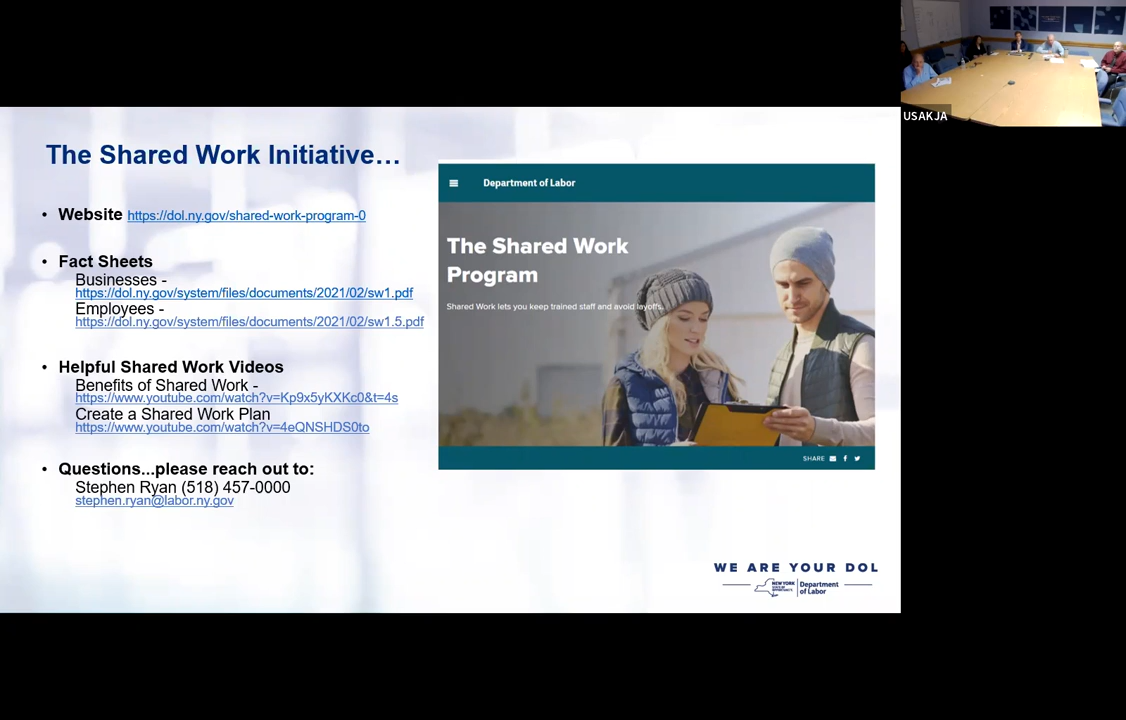 USAKJA
The Shared Work Initiative…
• Website https://dol.ny.gov/shared-work-program-0
• Fact Sheets
Businesses -
https://dol.ny.gov/system/files/documents/2021/02/sw1.pdf
Employees -
https://dol.ny.gov/system/files/documents/2021/02/sw1.5.pdf
• Helpful Shared Work Videos
Benefits of Shared Work -
https://www.youtube.com/watch?v=Kp9x5yKXKc0&t=4s
Create a Shared Work Plan
https://www.youtube.com/watch?v=4eQNSHDS0to
• Questions...please reach out to:
Stephen Ryan (518) 457-0000
stephen.ryan@labor.ny.gov
Department of Labor
The Shared Work
Program
Shared Work lets you keep trained staff and avoid layoffs.
SHARE
WE ARE YOUR DOL
NEW YORK
STATE OF
OPPORTUNITY.
Department
of Labor